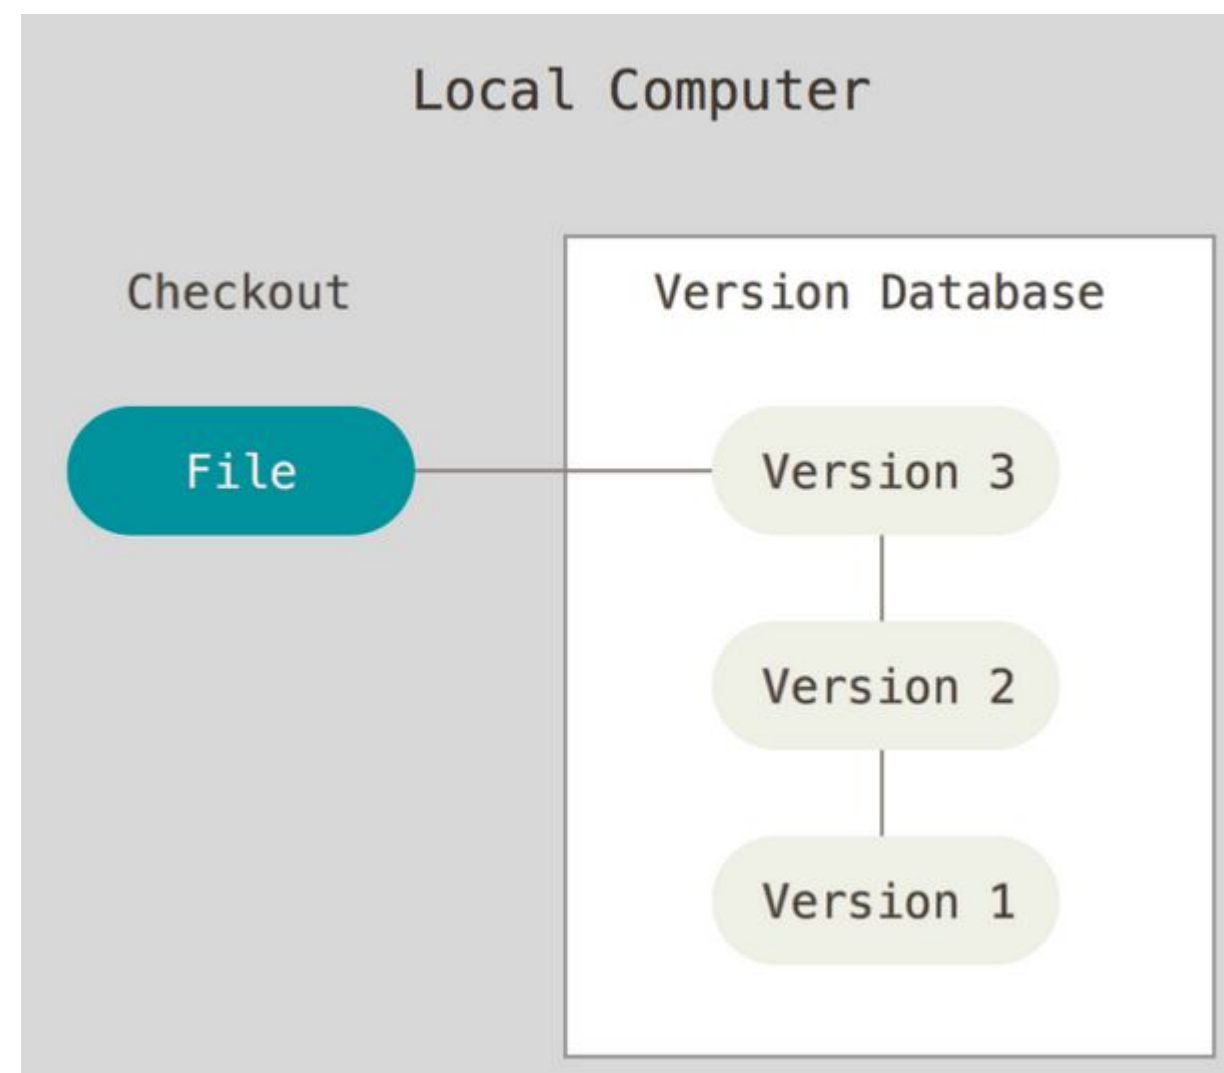 Local Computer
Checkout
Version Database
File
Version 3
Version 2
Version 1